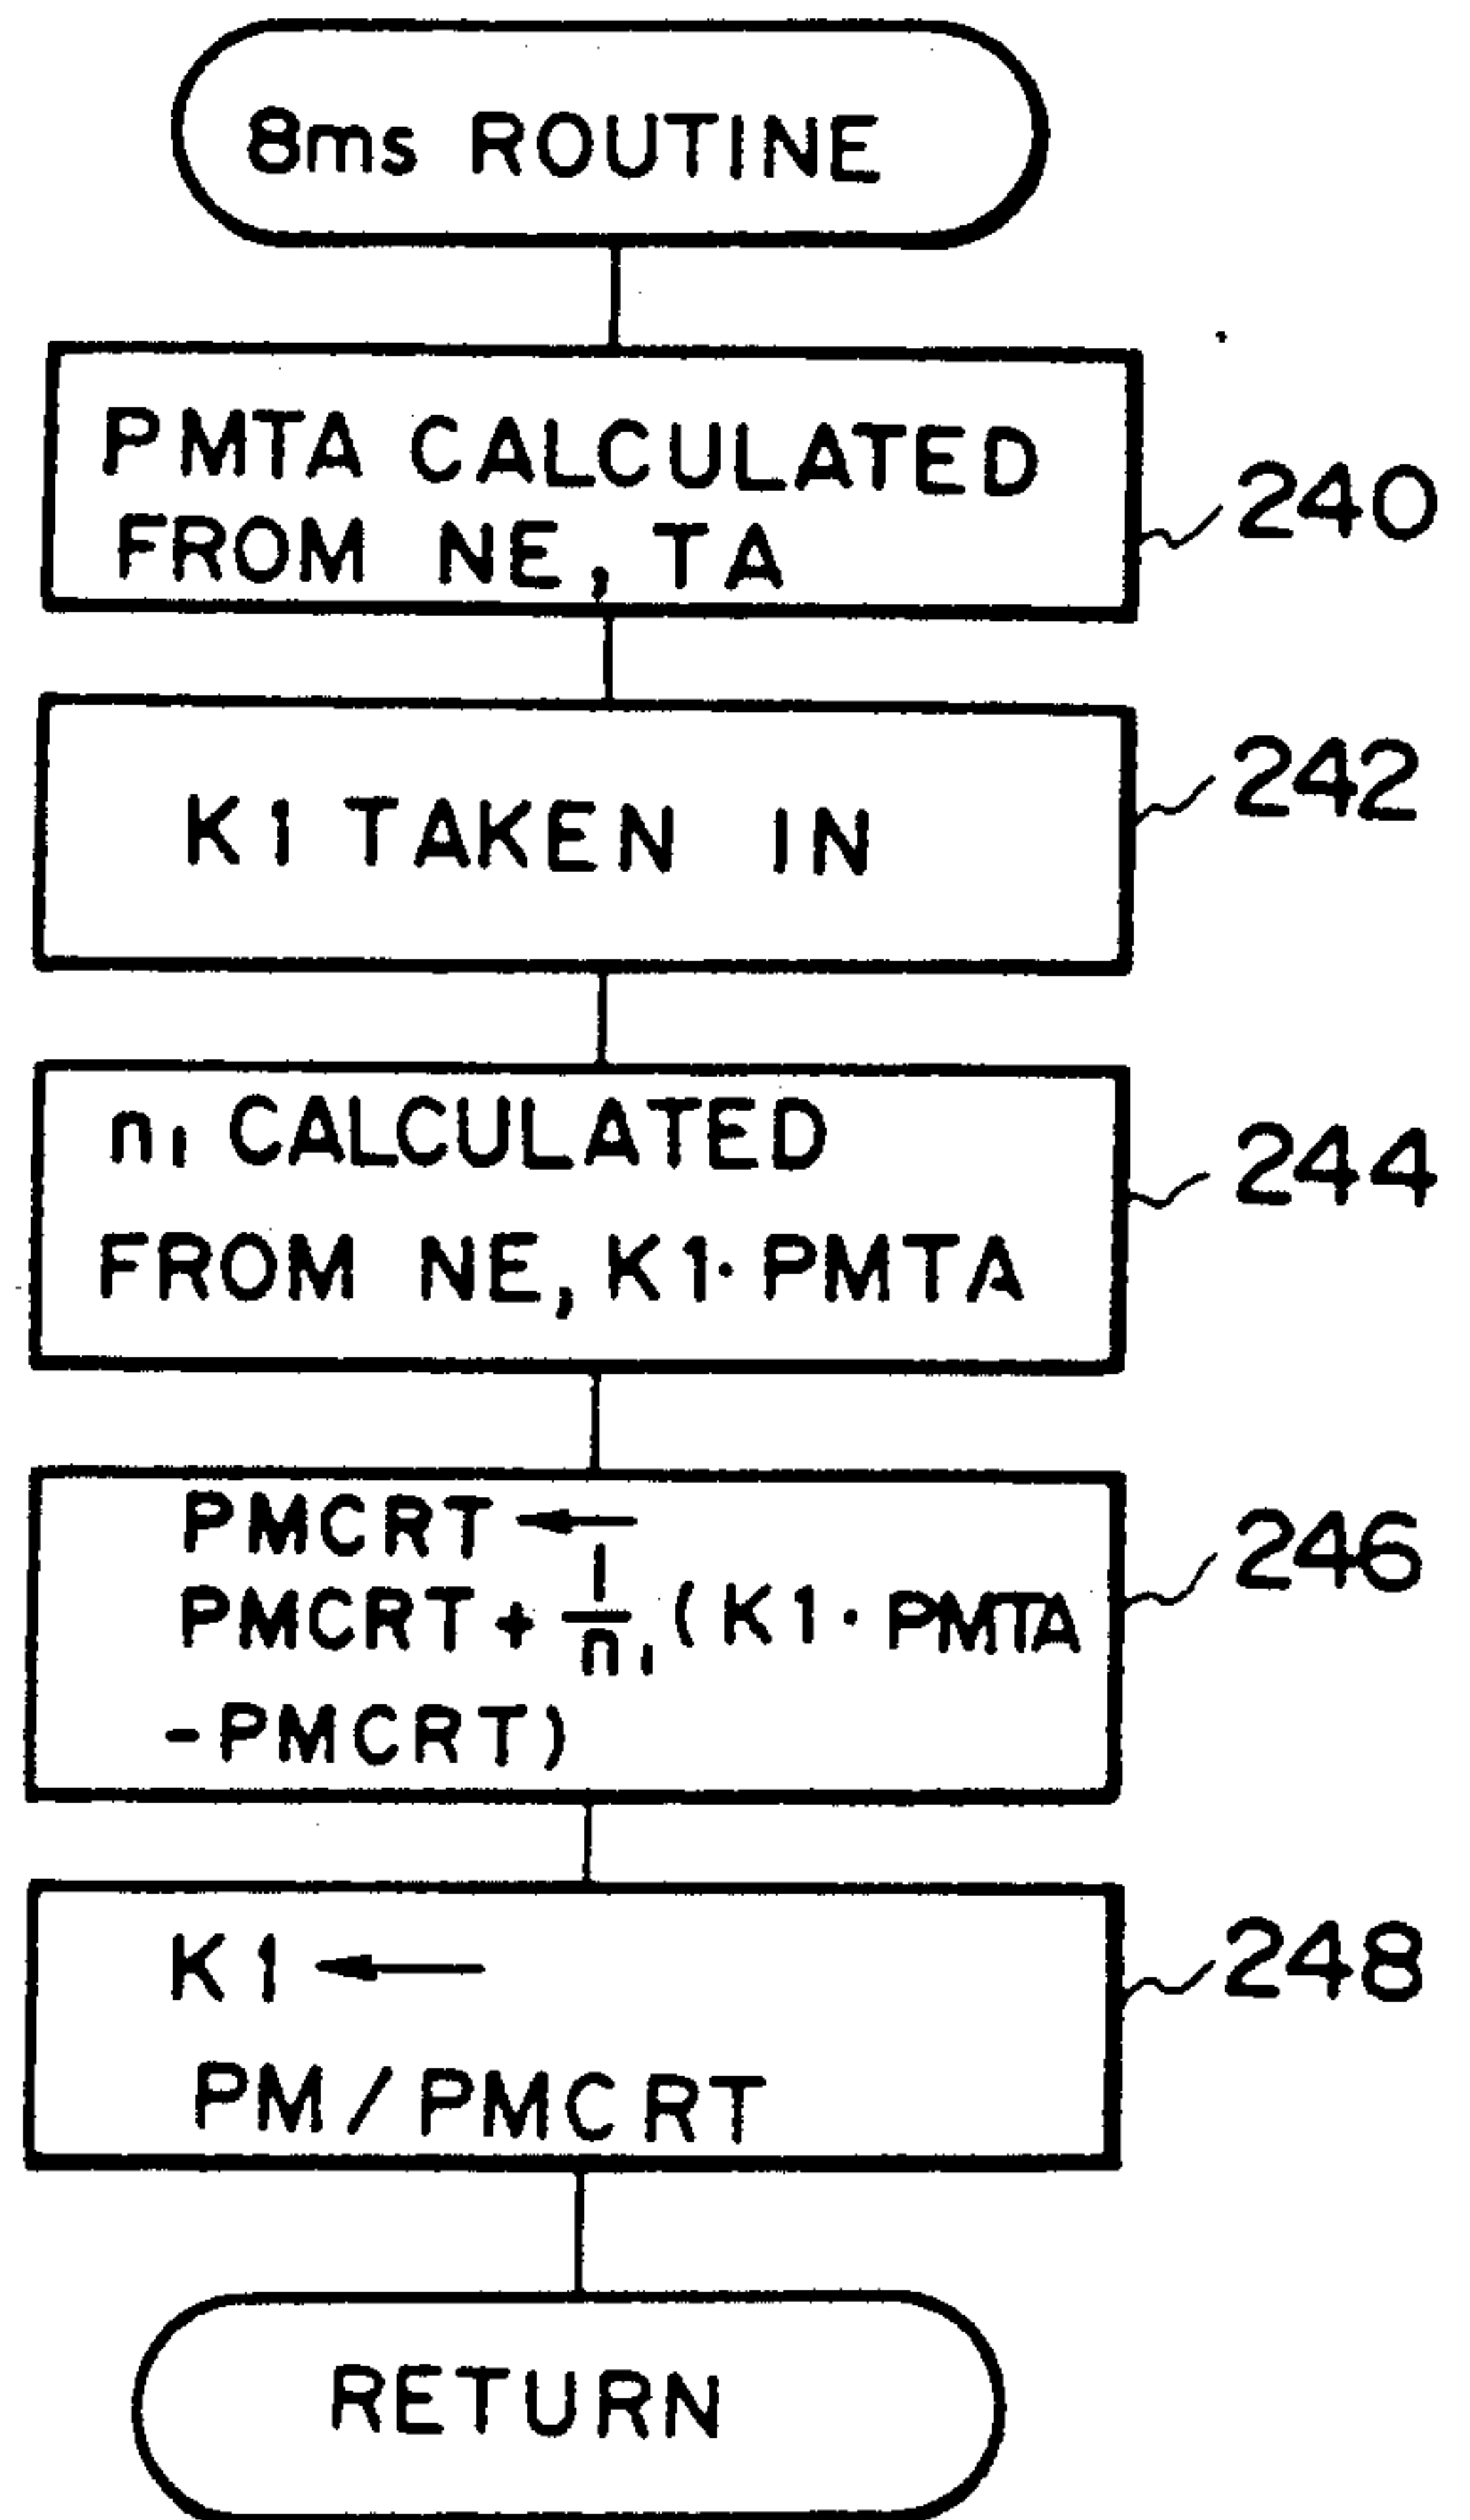 8ms ROUTINE
PMTA CALCULATED
FROM NE, TA
240
K1 TAKEN IN
242
n₁ CALCULATED
FROM NE, K1·PMTA
244
PMCRT ←
PMCRT + 1/n₁ (K1·PMTA
-PMCRT)
246
K1 ←
PM/PMCRT
248
RETURN